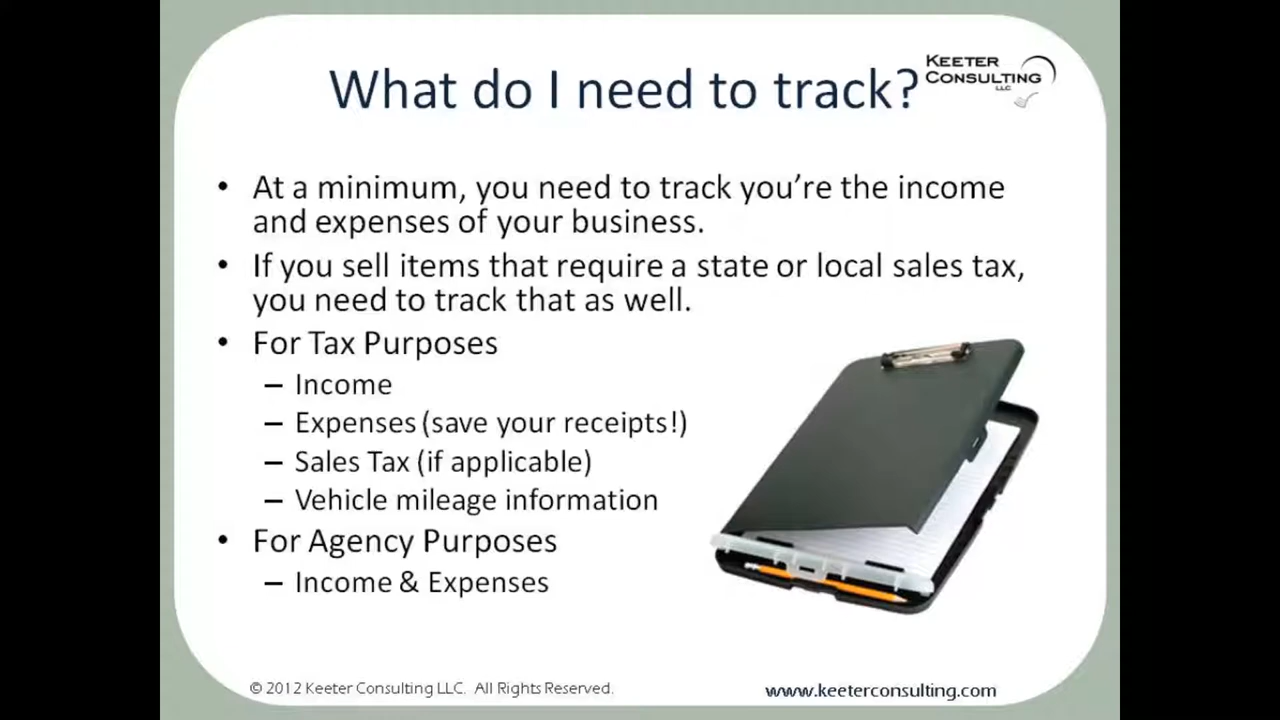 What do I need to track?
KEETER
CONSULTING
LLC
• At a minimum, you need to track you’re the income
and expenses of your business.
• If you sell items that require a state or local sales tax,
you need to track that as well.
• For Tax Purposes
– Income
– Expenses (save your receipts!)
– Sales Tax (if applicable)
– Vehicle mileage information
• For Agency Purposes
– Income & Expenses
© 2012 Keeter Consulting LLC. All Rights Reserved.
www.keeterconsulting.com